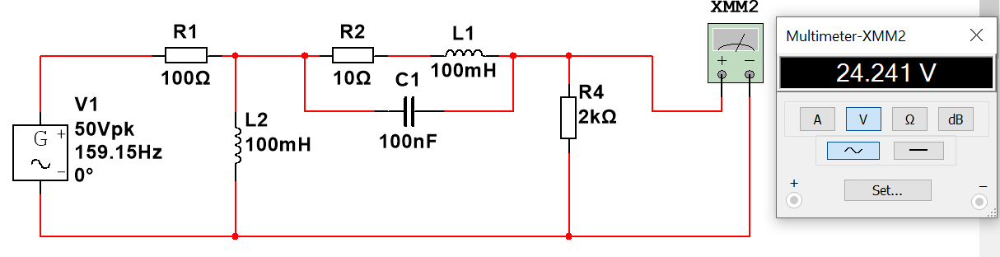 XMM2
R1
100Ω
R2
10Ω
L1
100mH
C1
100nF
V1
50Vpk
159.15Hz
0°
G +
−
L2
100mH
R4
2kΩ
+ −
Multimeter-XMM2
24.241 V
A V Ω dB
+ −
Set...